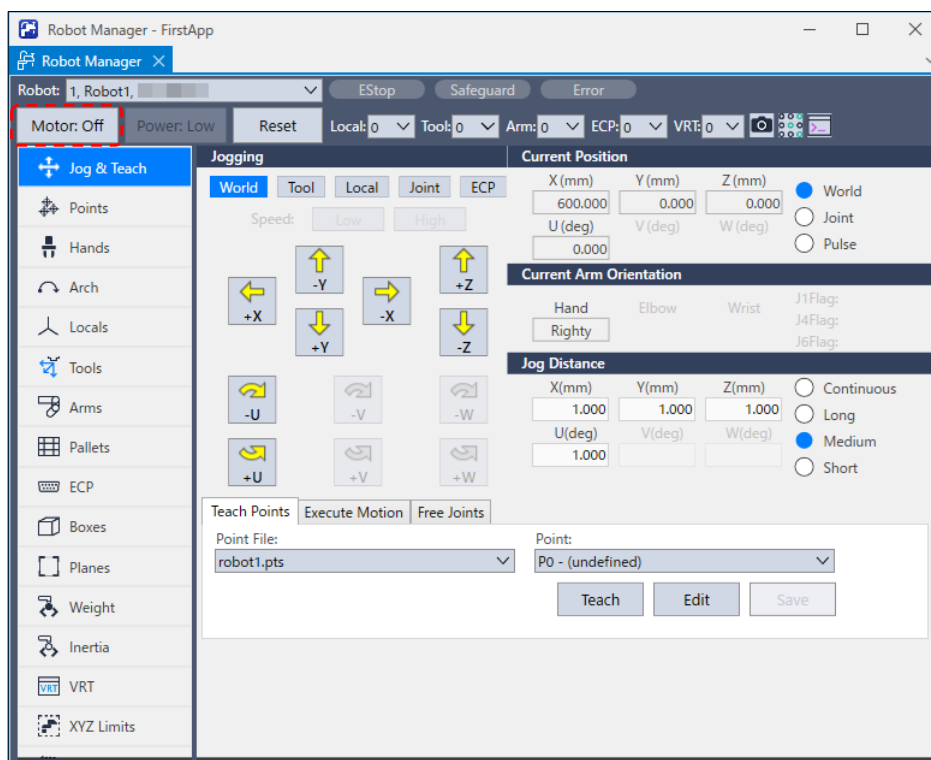 Robot Manager - FirstApp
Robot Manager
Robot: 1, Robot1, EStop Safeguard Error
Motor: Off Power: Low Reset Local: 0 Tool: 0 Arm: 0 ECP: 0 VRT: 0
Jog & Teach
Points
Hands
Arch
Locals
Tools
Arms
Pallets
ECP
Boxes
Planes
Weight
Inertia
VRT VRT
XYZ Limits
Jogging
World Tool Local Joint ECP
Speed: Low High
-Y +Z
+X -X
+Y -Z
-U -V -W
+U +V +W
Current Position
X (mm) Y (mm) Z (mm)
600.000 0.000 0.000
U (deg) V (deg) W (deg)
0.000
World
Joint
Pulse
Current Arm Orientation
Hand Elbow Wrist
Righty
J1Flag:
J4Flag:
J6Flag:
Jog Distance
X(mm) Y(mm) Z(mm)
1.000 1.000 1.000
U(deg) V(deg) W(deg)
1.000
Continuous
Long
Medium
Short
Teach Points Execute Motion Free Joints
Point File: Point:
robot1.pts P0 - (undefined)
Teach Edit Save